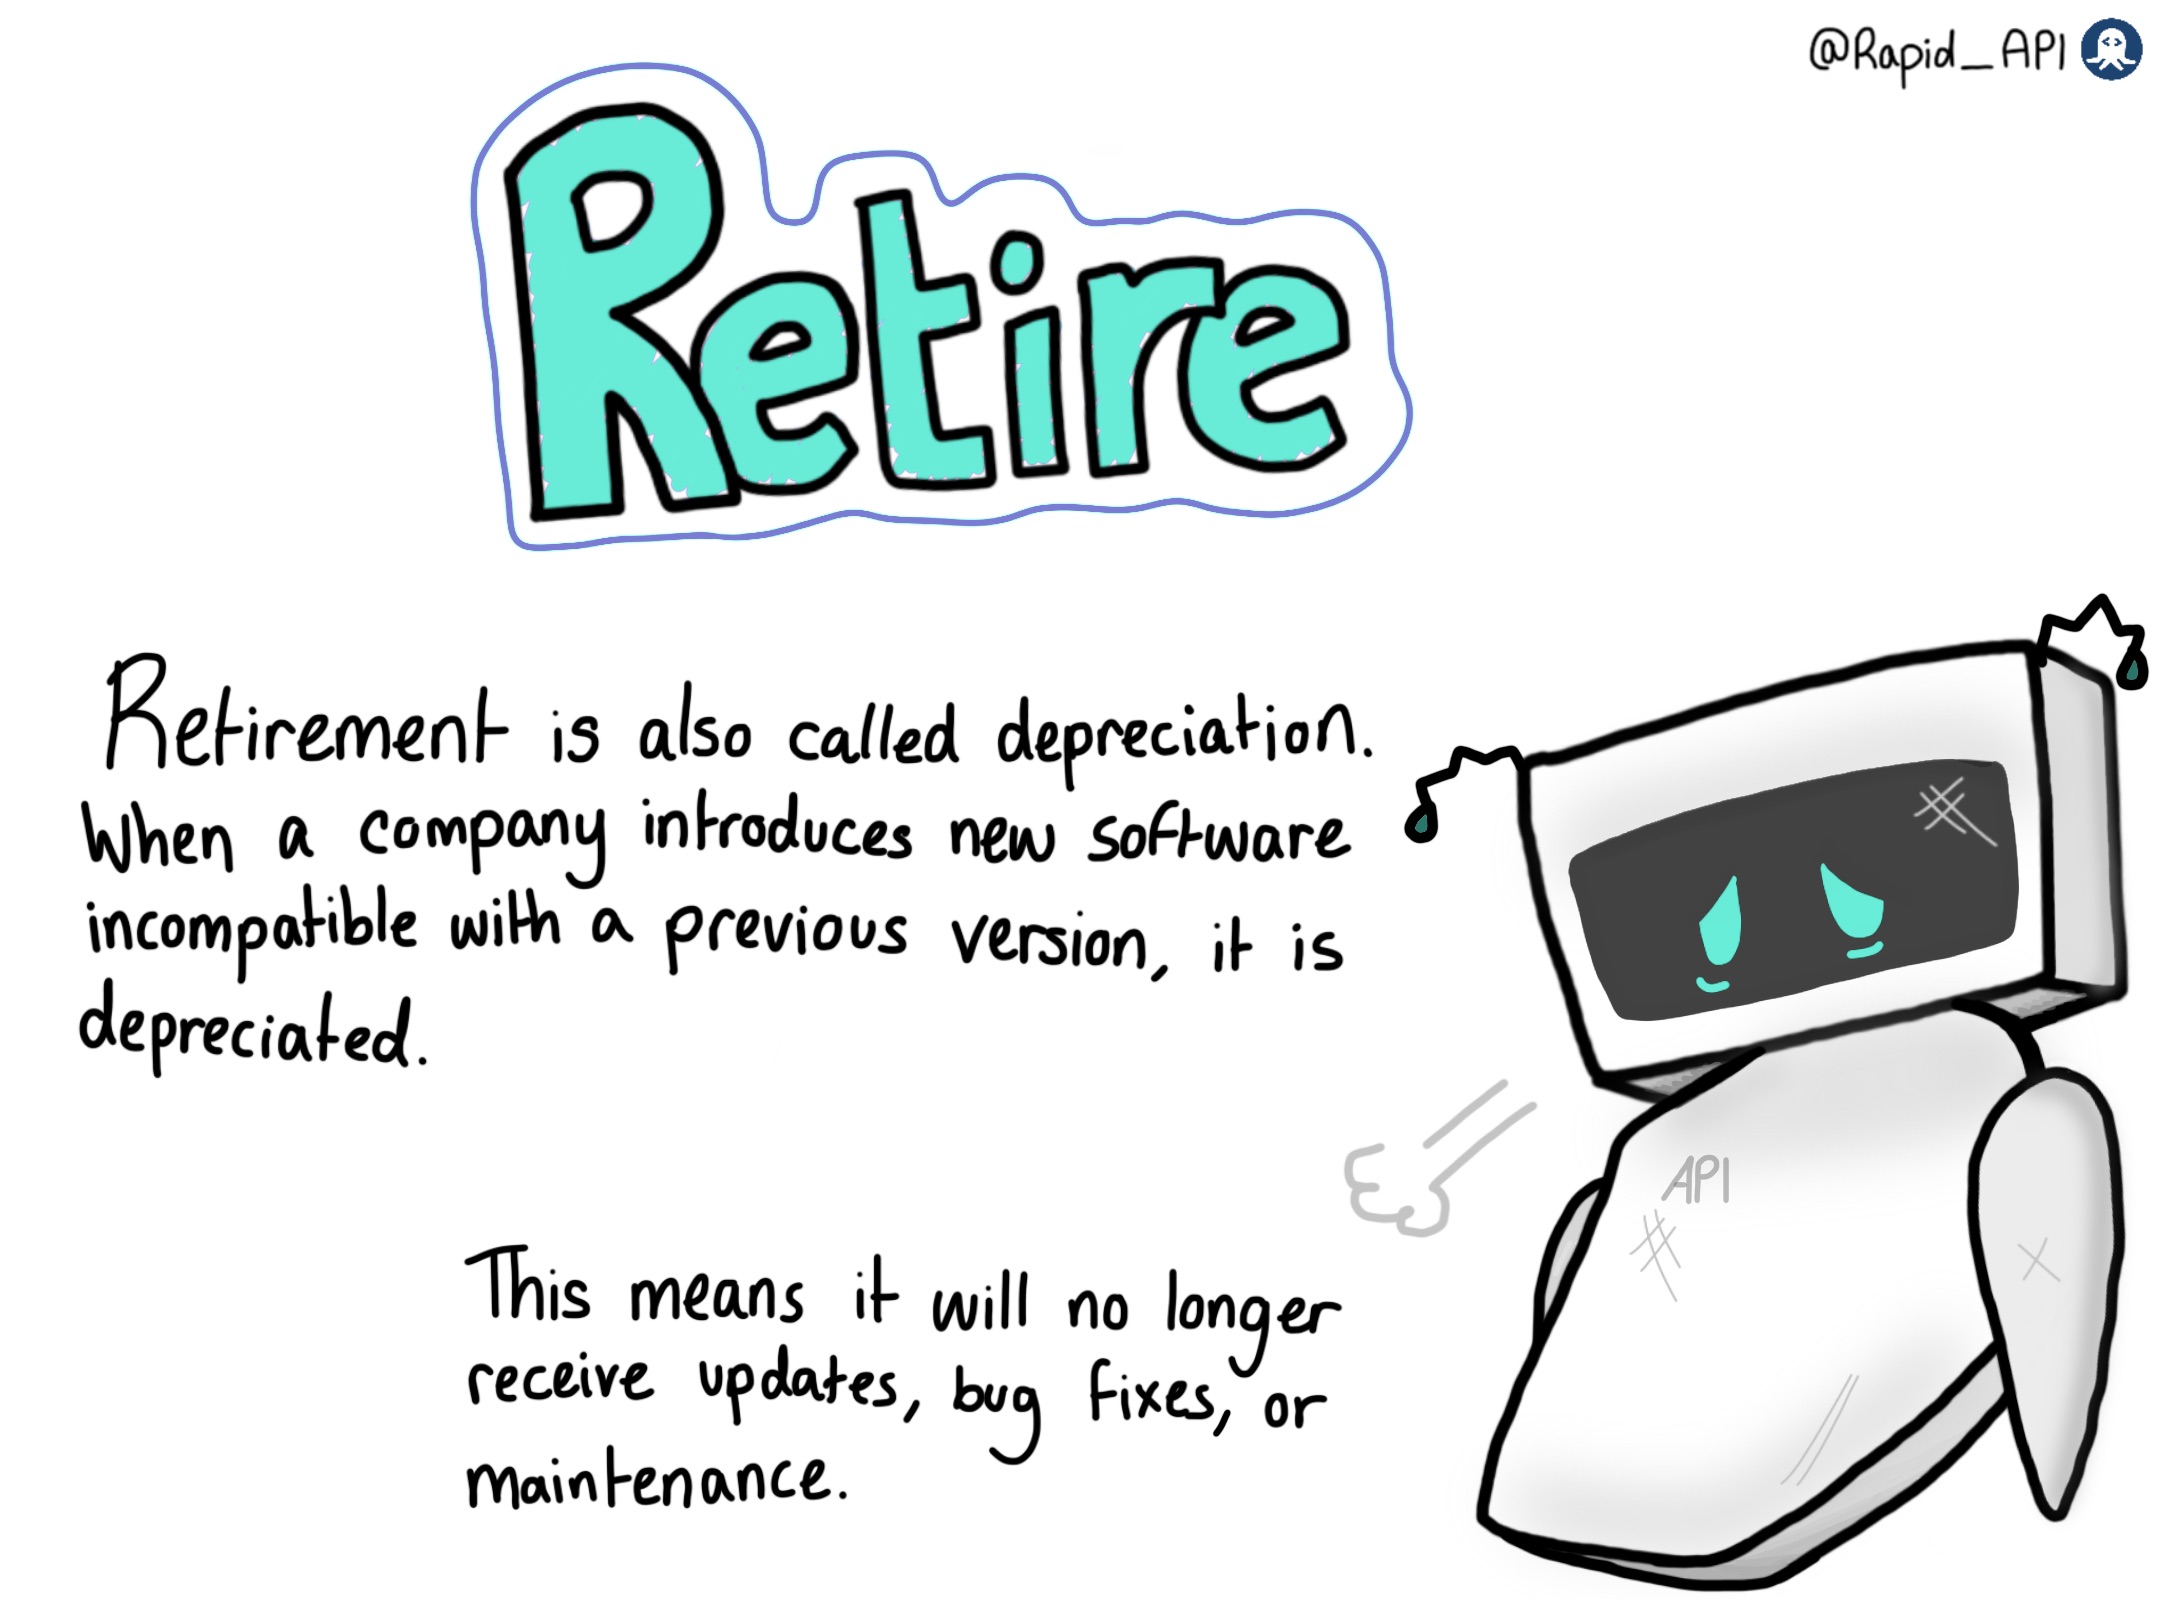 @Rapid_API
Retire
Retirement is also called depreciation.
When a company introduces new software
incompatible with a previous version, it is
depreciated.
This means it will no longer
receive updates, bug fixes, or
maintenance.
API